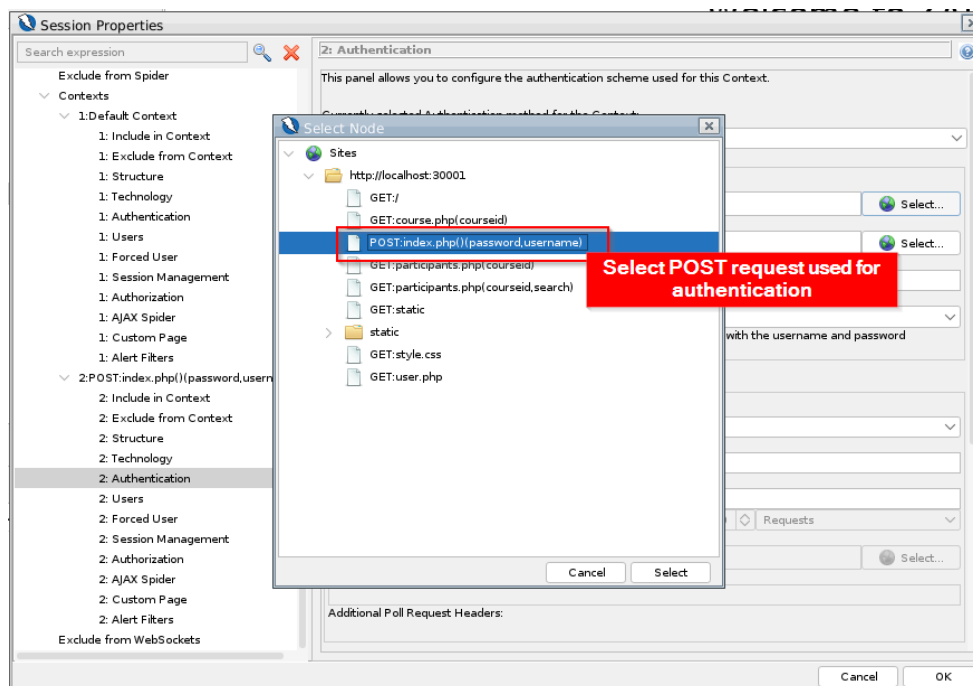 Session Properties
Search expression
Exclude from Spider
Contexts
1:Default Context
1: Include in Context
1: Exclude from Context
1: Structure
1: Technology
1: Authentication
1: Users
1: Forced User
1: Session Management
1: Authorization
1: AJAX Spider
1: Custom Page
1: Alert Filters
2:POST:index.php()(password,usern
2: Include in Context
2: Exclude from Context
2: Structure
2: Technology
2: Authentication
2: Users
2: Forced User
2: Session Management
2: Authorization
2: AJAX Spider
2: Custom Page
2: Alert Filters
Exclude from WebSockets
2: Authentication
This panel allows you to configure the authentication scheme used for this Context.
Currently selected Authentication method for the Context:
Select...
Select...
with the username and password
Requests
Select...
Additional Poll Request Headers:
Cancel
OK
Select Node
Sites
http://localhost:30001
GET:/
GET:course.php(courseid)
POST:index.php()(password,username)
GET:participants.php(courseid)
GET:participants.php(courseid,search)
GET:static
static
GET:style.css
GET:user.php
Cancel
Select
Select POST request used for
authentication